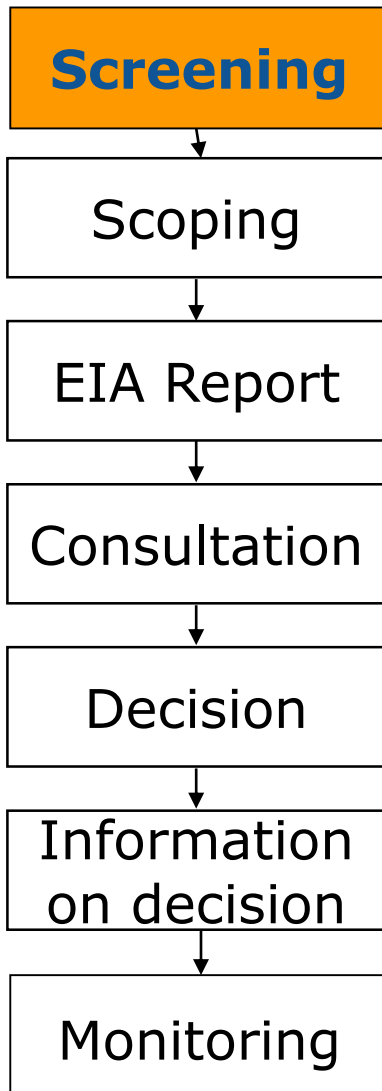 Screening
Scoping
EIA Report
Consultation
Decision
Information
on decision
Monitoring